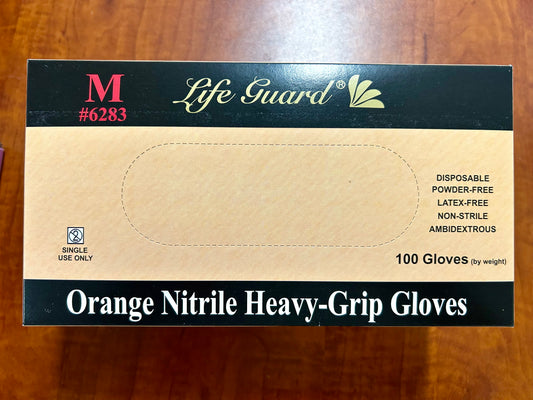 M
#6283
Life Guard®
DISPOSABLE
POWDER-FREE
LATEX-FREE
NON-STRILE
AMBIDEXTROUS
SINGLE
USE ONLY
100 Gloves (by weight)
Orange Nitrile Heavy-Grip Gloves